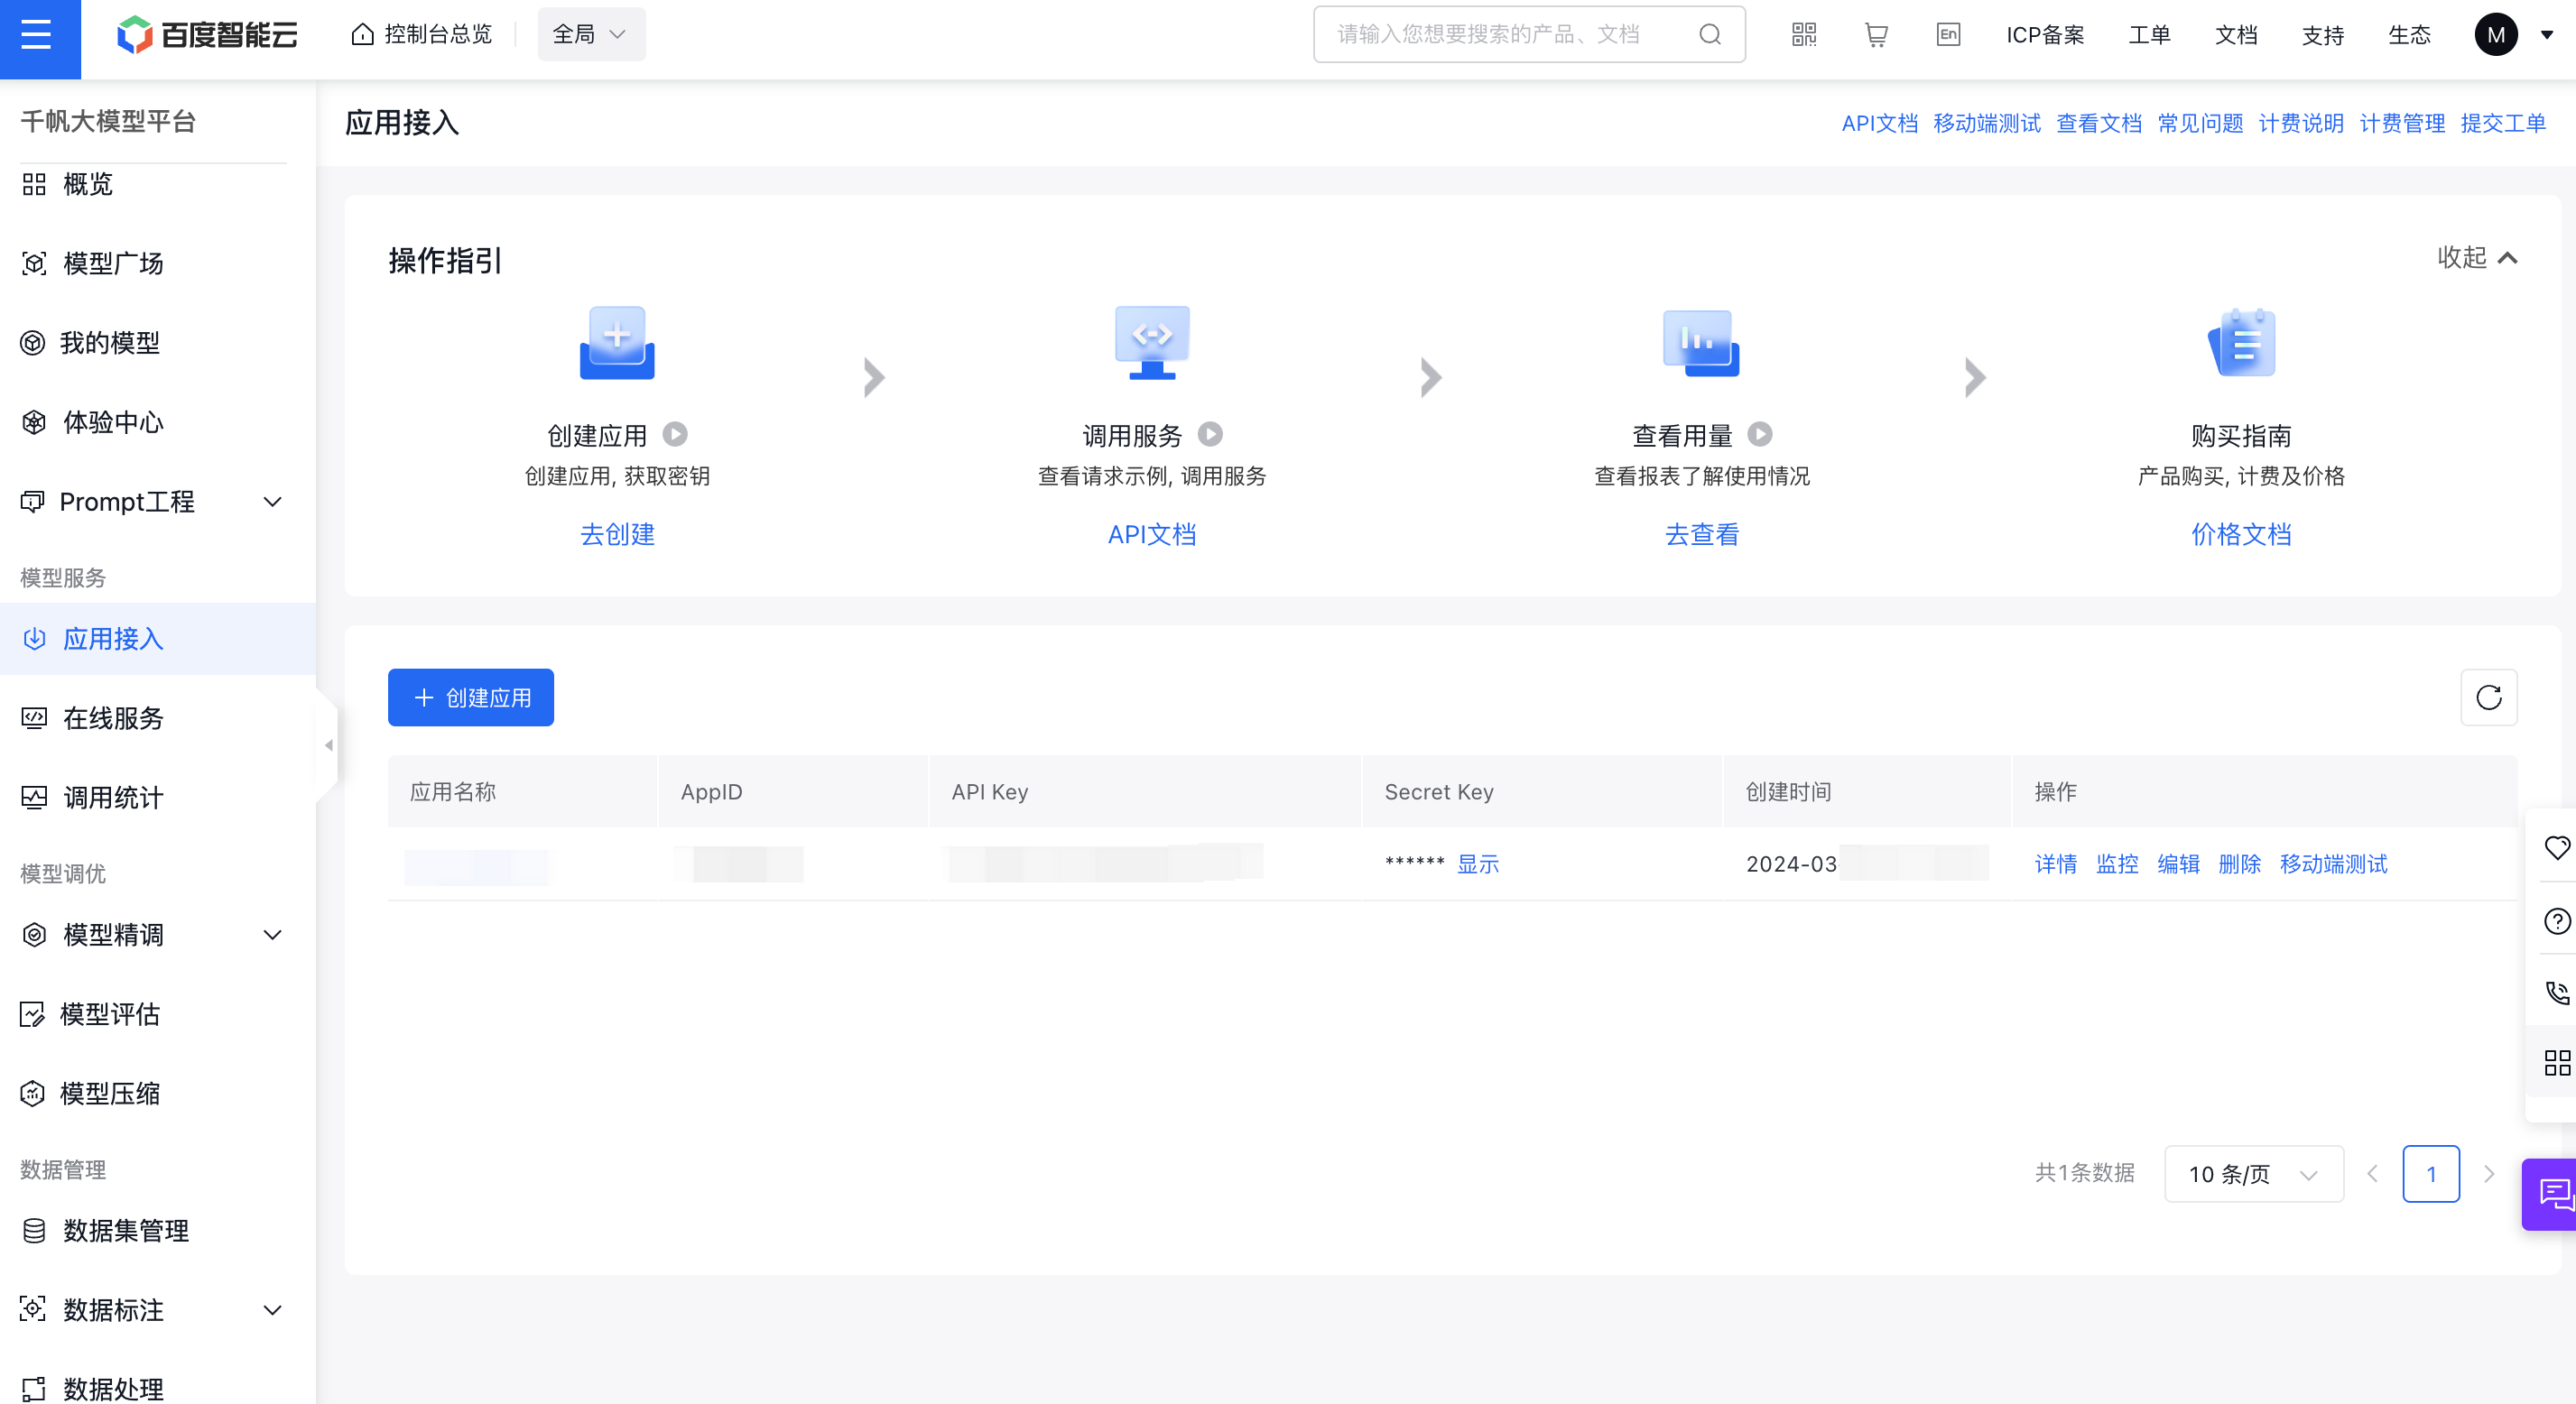 百度智能云
控制台总览
全局
请输入您想要搜索的产品、文档
En
ICP备案
工单
文档
支持
生态
M
千帆大模型平台
概览
模型广场
我的模型
体验中心
Prompt工程
模型服务
应用接入
在线服务
调用统计
模型调优
模型精调
模型评估
模型压缩
数据管理
数据集管理
数据标注
数据处理
应用接入
API文档 移动端测试 查看文档 常见问题 计费说明 计费管理 提交工单
操作指引
收起
创建应用
创建应用, 获取密钥
去创建
调用服务
查看请求示例, 调用服务
API文档
查看用量
查看报表了解使用情况
去查看
购买指南
产品购买, 计费及价格
价格文档
创建应用
应用名称 AppID API Key Secret Key 创建时间 操作
****** 显示 2024-03 详情 监控 编辑 删除 移动端测试
共1条数据 10 条/页 1